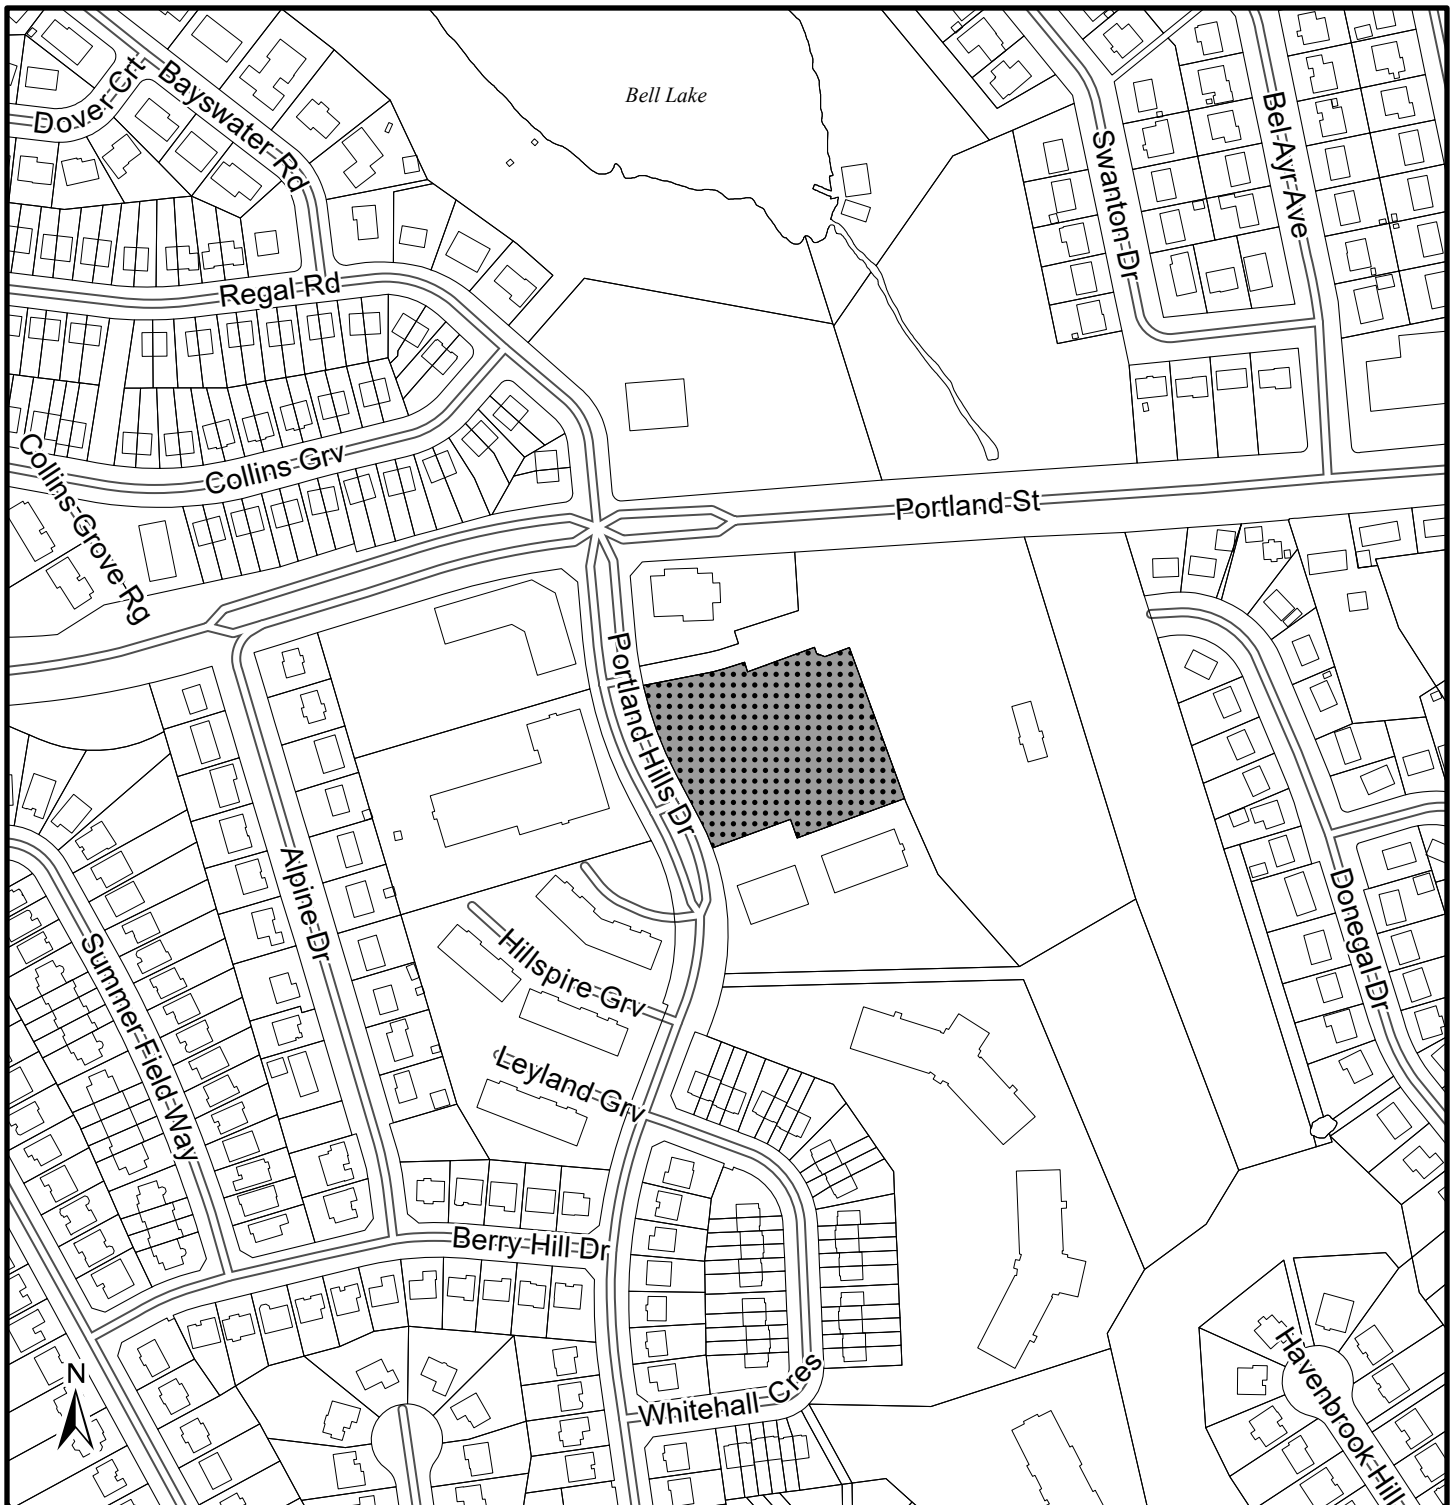 Bell Lake
Dover Crt
Bayswater Rd
Swanton Dr
Bel Ayr Ave
Regal Rd
Collins Grv
Collins Grove Rg
Portland St
Portland Hills Dr
Alpine Dr
Donegal Dr
Summer Field Way
Hillspire Grv
Leyland Grv
Berry Hill Dr
Whitehall Cres
Havenbrook Hill
N